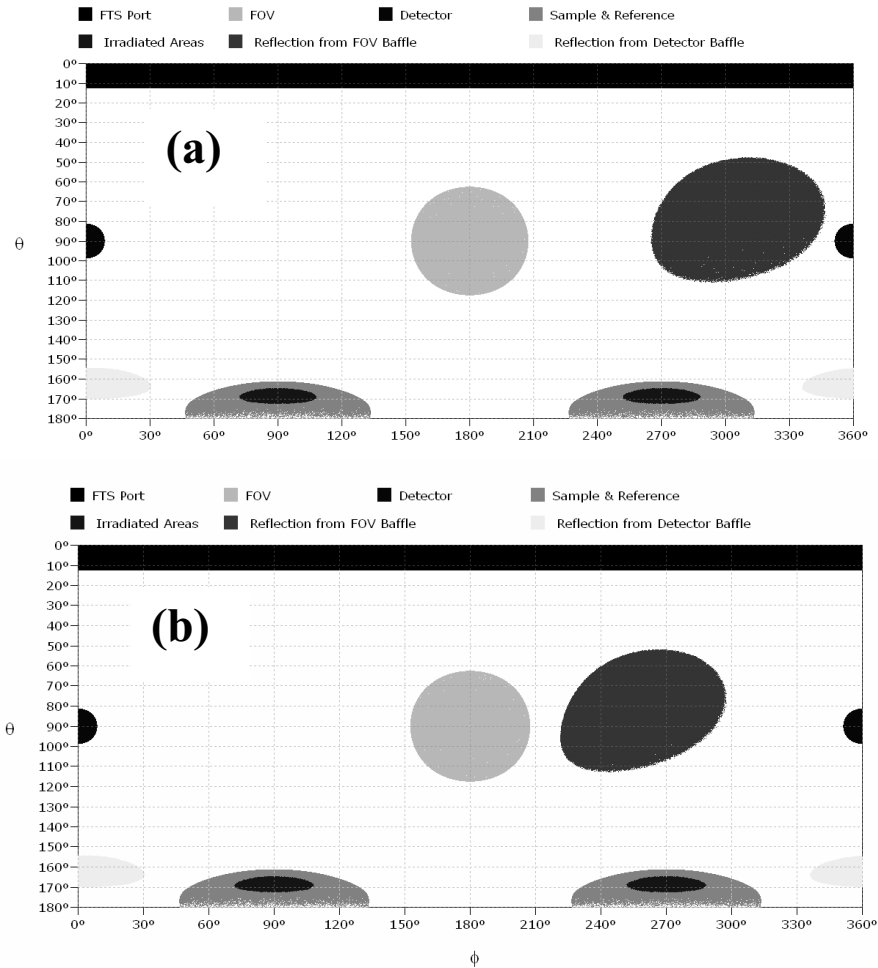 FTS Port FOV Detector Sample & Reference
Irradiated Areas Reflection from FOV Baffle Reflection from Detector Baffle
0º
10º
20º
30º
40º
50º
60º
70º
80º
90º
100º
110º
120º
130º
140º
150º
160º
170º
180º
(a)
θ
0º 30º 60º 90º 120º 150º 180º 210º 240º 270º 300º 330º 360º
FTS Port FOV Detector Sample & Reference
Irradiated Areas Reflection from FOV Baffle Reflection from Detector Baffle
0º
10º
20º
30º
40º
50º
60º
70º
80º
90º
100º
110º
120º
130º
140º
150º
160º
170º
180º
(b)
θ
0º 30º 60º 90º 120º 150º 180º 210º 240º 270º 300º 330º 360º
ϕ